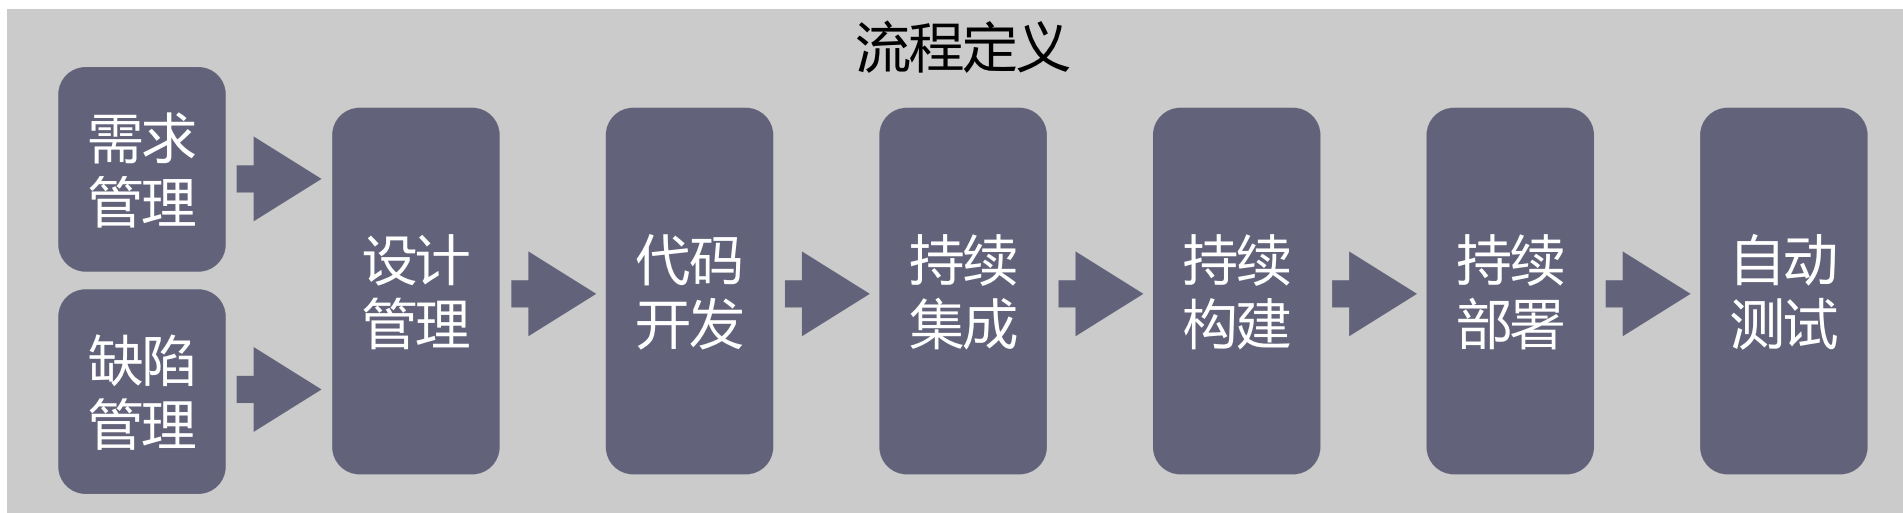 流程定义
需求
管理
缺陷
管理
设计
管理
代码
开发
持续
集成
持续
构建
持续
部署
自动
测试